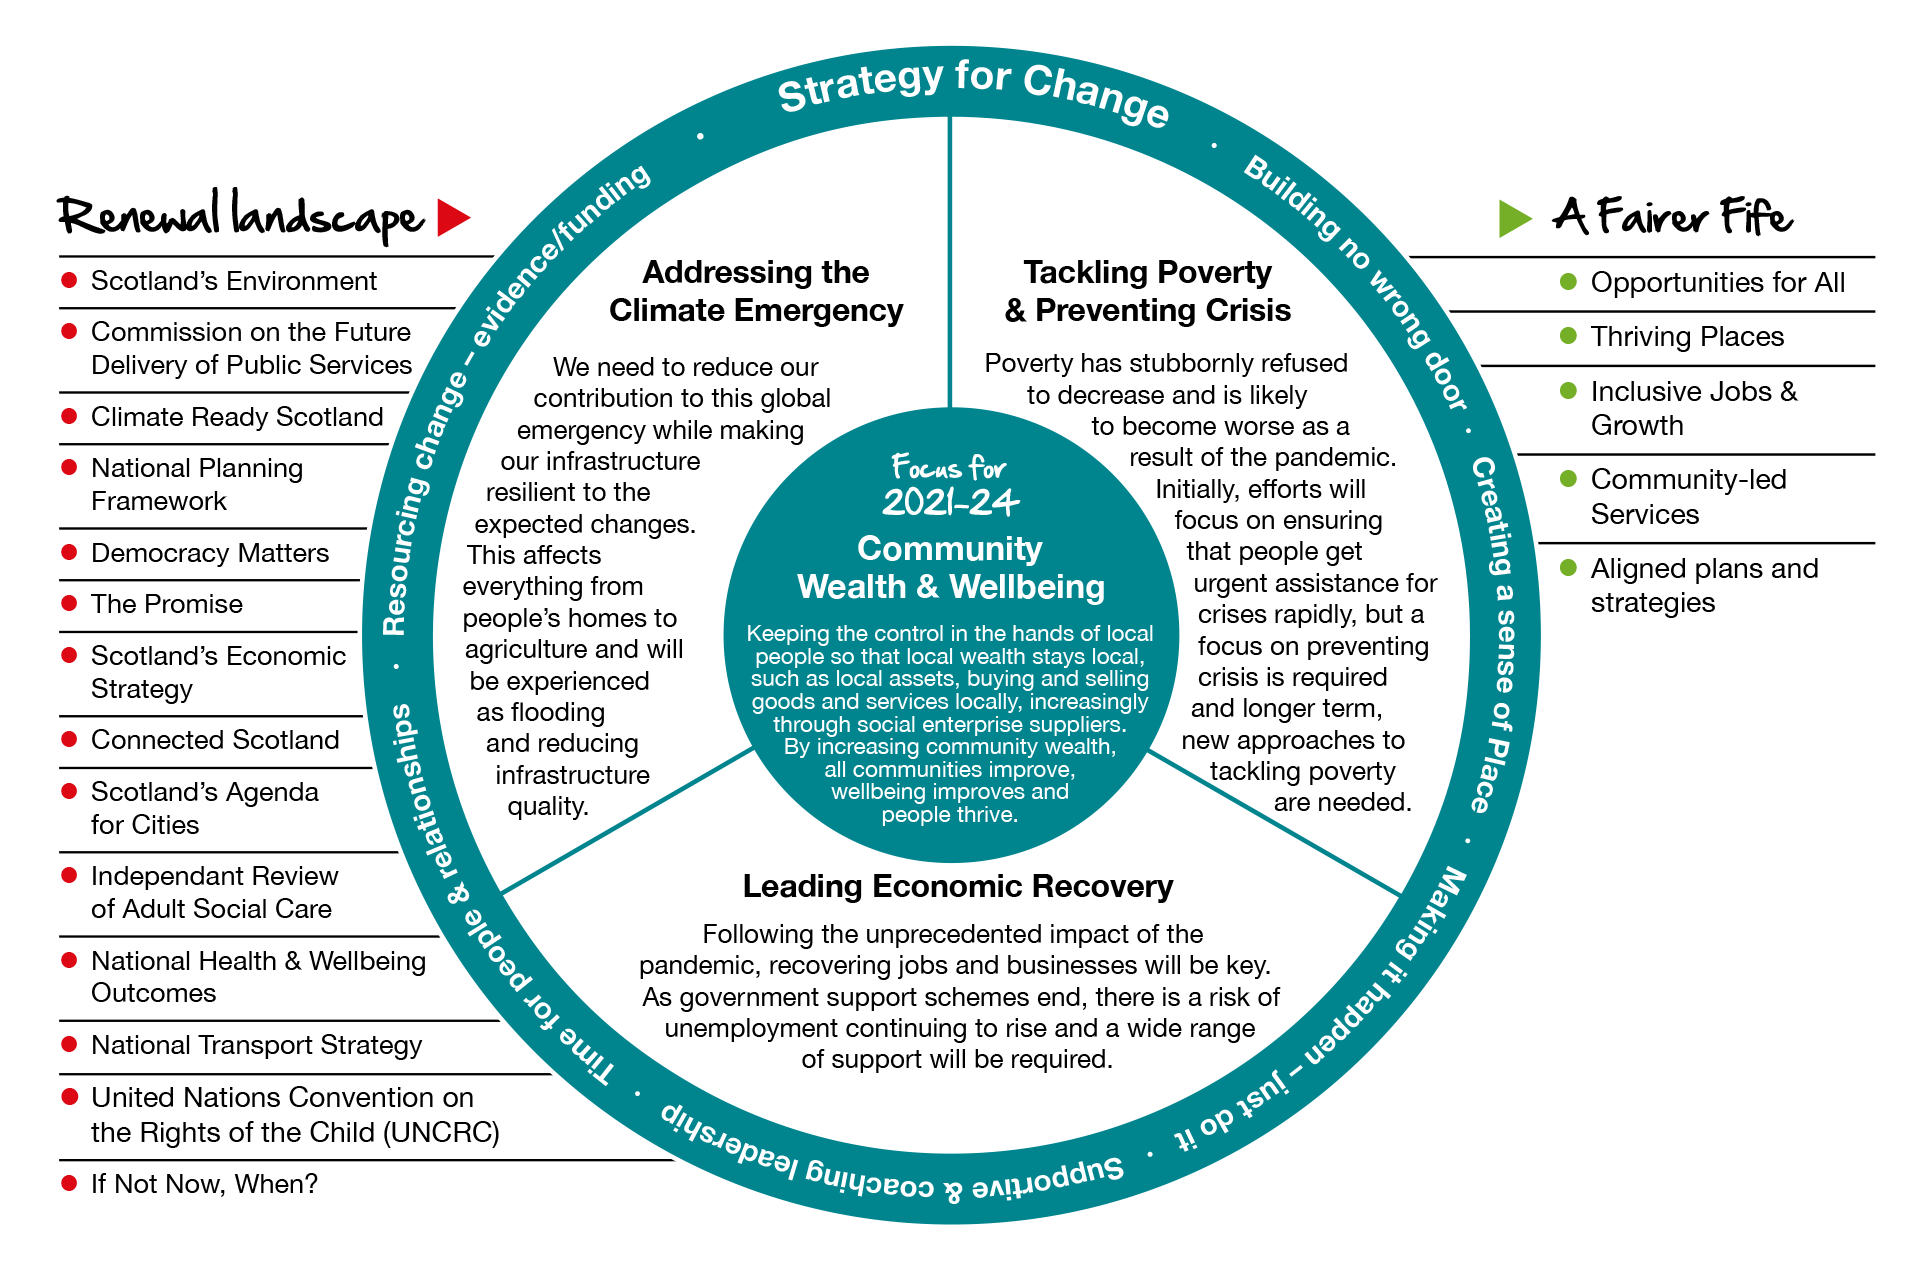 Strategy for Change
Building no wrong door
Creating a sense of Place
Making it happen – just do it
Supportive & coaching leadership
Time for people & relationships
Resourcing change – evidence/funding
Renewal landscape
Scotland’s Environment
Commission on the Future
Delivery of Public Services
Climate Ready Scotland
National Planning
Framework
Democracy Matters
The Promise
Scotland’s Economic
Strategy
Connected Scotland
Scotland’s Agenda
for Cities
Independant Review
of Adult Social Care
National Health & Wellbeing
Outcomes
National Transport Strategy
United Nations Convention on
the Rights of the Child (UNCRC)
If Not Now, When?
Addressing the
Climate Emergency
We need to reduce our
contribution to this global
emergency while making
our infrastructure
resilient to the
expected changes.
This affects
everything from
people’s homes to
agriculture and will
be experienced
as flooding
and reducing
infrastructure
quality.
Tackling Poverty
& Preventing Crisis
Poverty has stubbornly refused
to decrease and is likely
to become worse as a
result of the pandemic.
Initially, efforts will
focus on ensuring
that people get
urgent assistance for
crises rapidly, but a
focus on preventing
crisis is required
and longer term,
new approaches to
tackling poverty
are needed.
Focus for
2021-24
Community
Wealth & Wellbeing
Keeping the control in the hands of local
people so that local wealth stays local,
such as local assets, buying and selling
goods and services locally, increasingly
through social enterprise suppliers.
By increasing community wealth,
all communities improve,
wellbeing improves and
people thrive.
Leading Economic Recovery
Following the unprecedented impact of the
pandemic, recovering jobs and businesses will be key.
As government support schemes end, there is a risk of
unemployment continuing to rise and a wide range
of support will be required.
A Fairer Fife
Opportunities for All
Thriving Places
Inclusive Jobs &
Growth
Community-led
Services
Aligned plans and
strategies